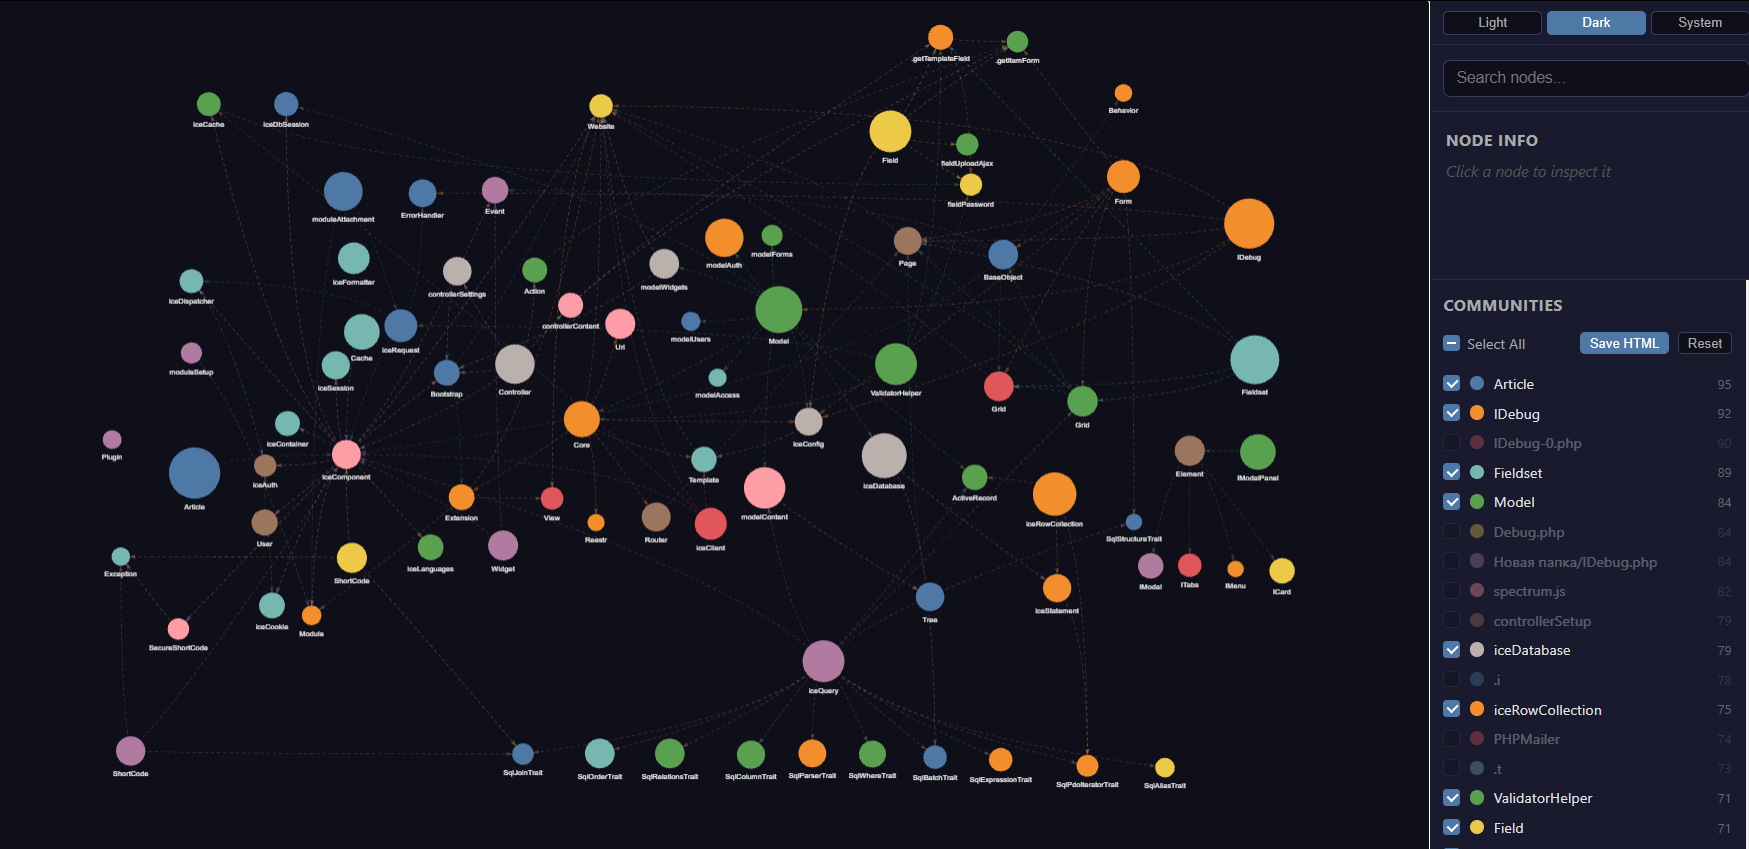 Light Dark System
Search nodes...
NODE INFO
Click a node to inspect it
COMMUNITIES
Select All Save HTML Reset
Article 95
IDebug 92
IDebug-0.php 90
Fieldset 89
Model 84
Debug.php 84
Новая папка/IDebug.php 84
spectrum.js 82
controllerSetup 79
iceDatabase 79
.i 78
iceRowCollection 75
PHPMailer 74
.t 73
ValidatorHelper 71
Field 71
.getTemplateField
.getItemForm
Behavior
iceCache
iceDbSession
Website
Field
fieldUploadAjax
fieldPassword
Form
moduleAttachment
ErrorHandler
Event
IDebug
modelAuth
modelForms
Page
BaseObject
iceFormatter
controllerSettings
Action
modelWidgets
iceDispatcher
controllerContent
Url
modelUsers
Model
Cache
iceRequest
moduleSetup
iceSession
Bootstrap
Controller
modelAccess
ValidatorHelper
Grid
Grid
Fieldset
iceContainer
Core
iceConfig
Plugin
iceAuth
iceComponent
Template
iceDatabase
Element
IModalPanel
Article
Extension
View
modelContent
ActiveRecord
iceRowCollection
User
Reestr
Router
iceClient
SqlStructureTrait
Exception
ShortCode
iceLanguages
Widget
IModal
ITabs
IMenu
ICard
iceCookie
Module
Tree
iceStatement
SecureShortCode
iceQuery
ShortCode
SqlJoinTrait
SqlOrderTrait
SqlRelationsTrait
SqlColumnTrait
SqlParserTrait
SqlWhereTrait
SqlBatchTrait
SqlExpressionTrait
SqlPdoIteratorTrait
SqlAliasTrait